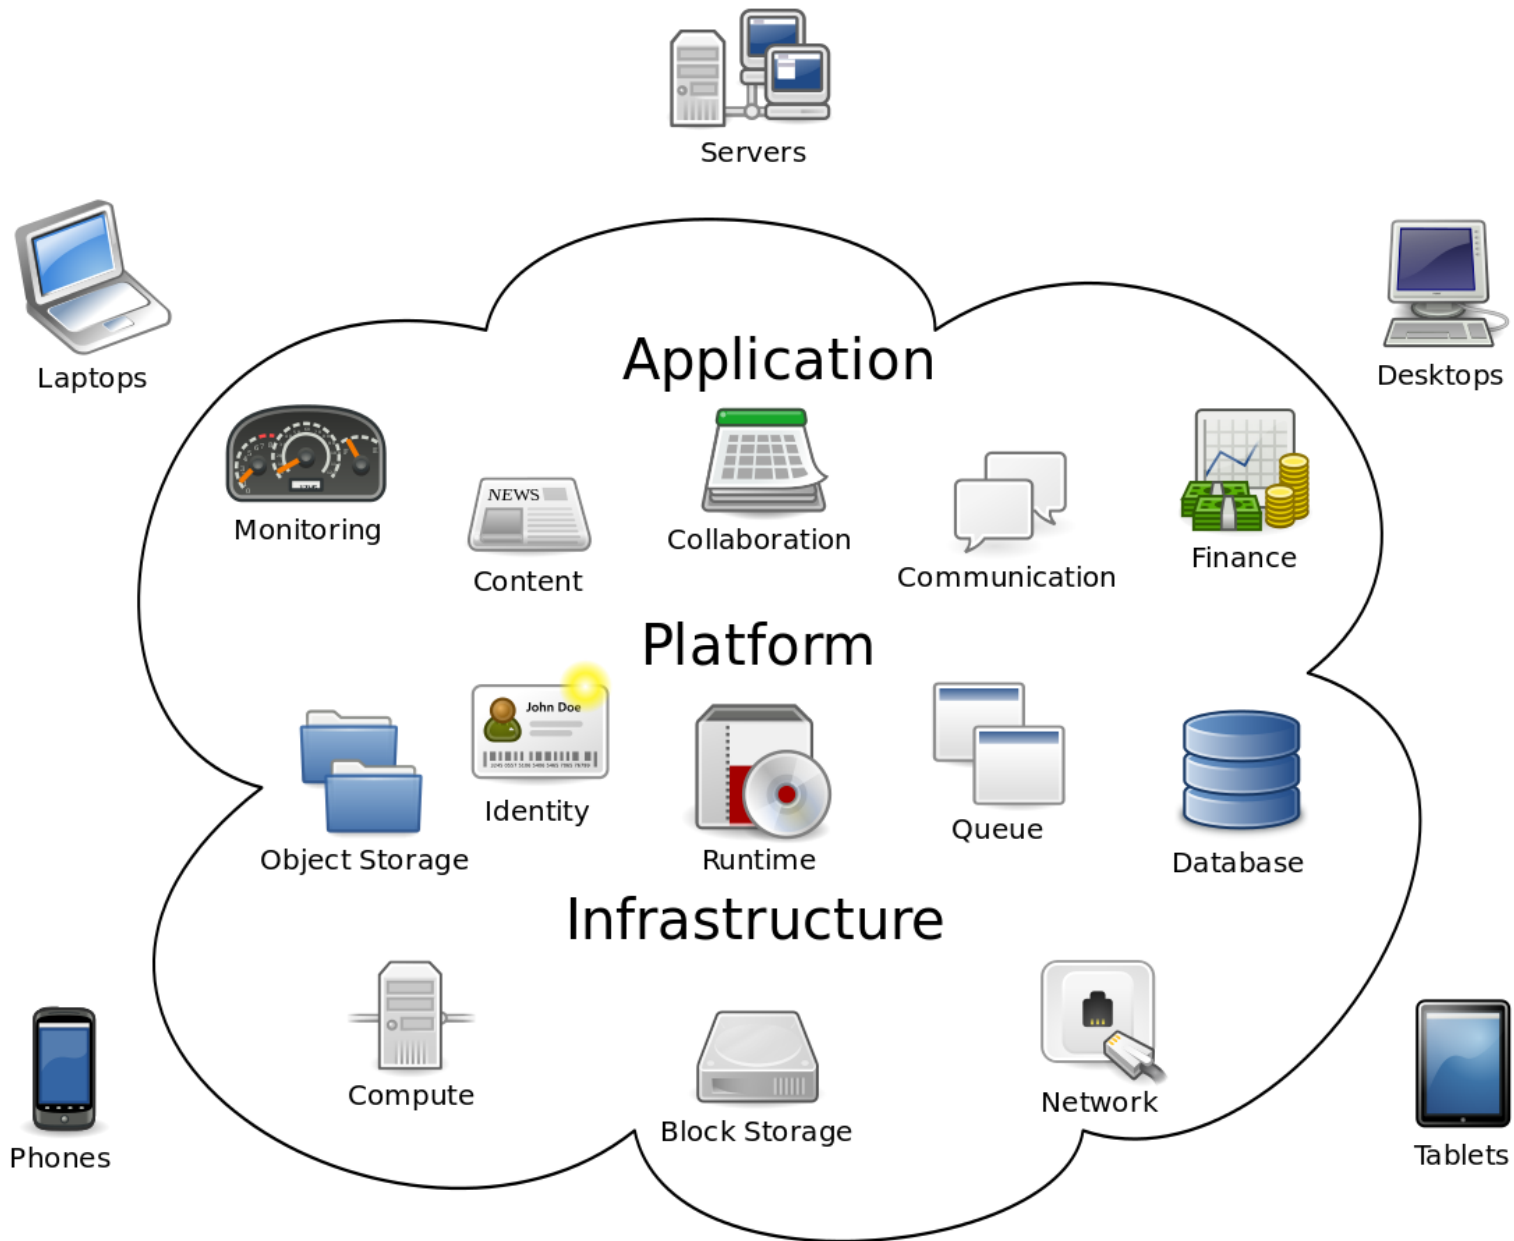 Servers
Laptops
Desktops
Application
Monitoring
NEWS
Content
Collaboration
Communication
Finance
Platform
Object Storage
John Doe
Identity
Runtime
Queue
Database
Infrastructure
Compute
Block Storage
Network
Phones
Tablets